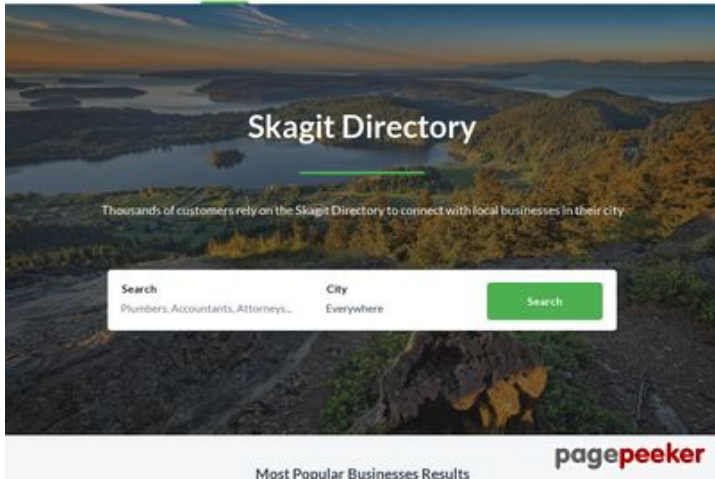 Skagit Directory
Thousands of customers rely on the Skagit Directory to connect with local businesses in their city
Search
City
Plumbers, Accountants, Attorneys...
Everywhere
Search
Most Popular Businesses Results
pagepeeker